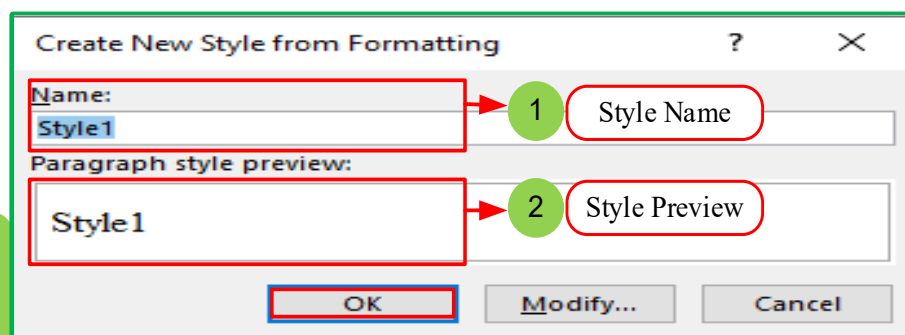 Create New Style from Formatting ? ×
Name:
Style1 1 Style Name
Paragraph style preview:
Style1 2 Style Preview
OK Modify... Cancel